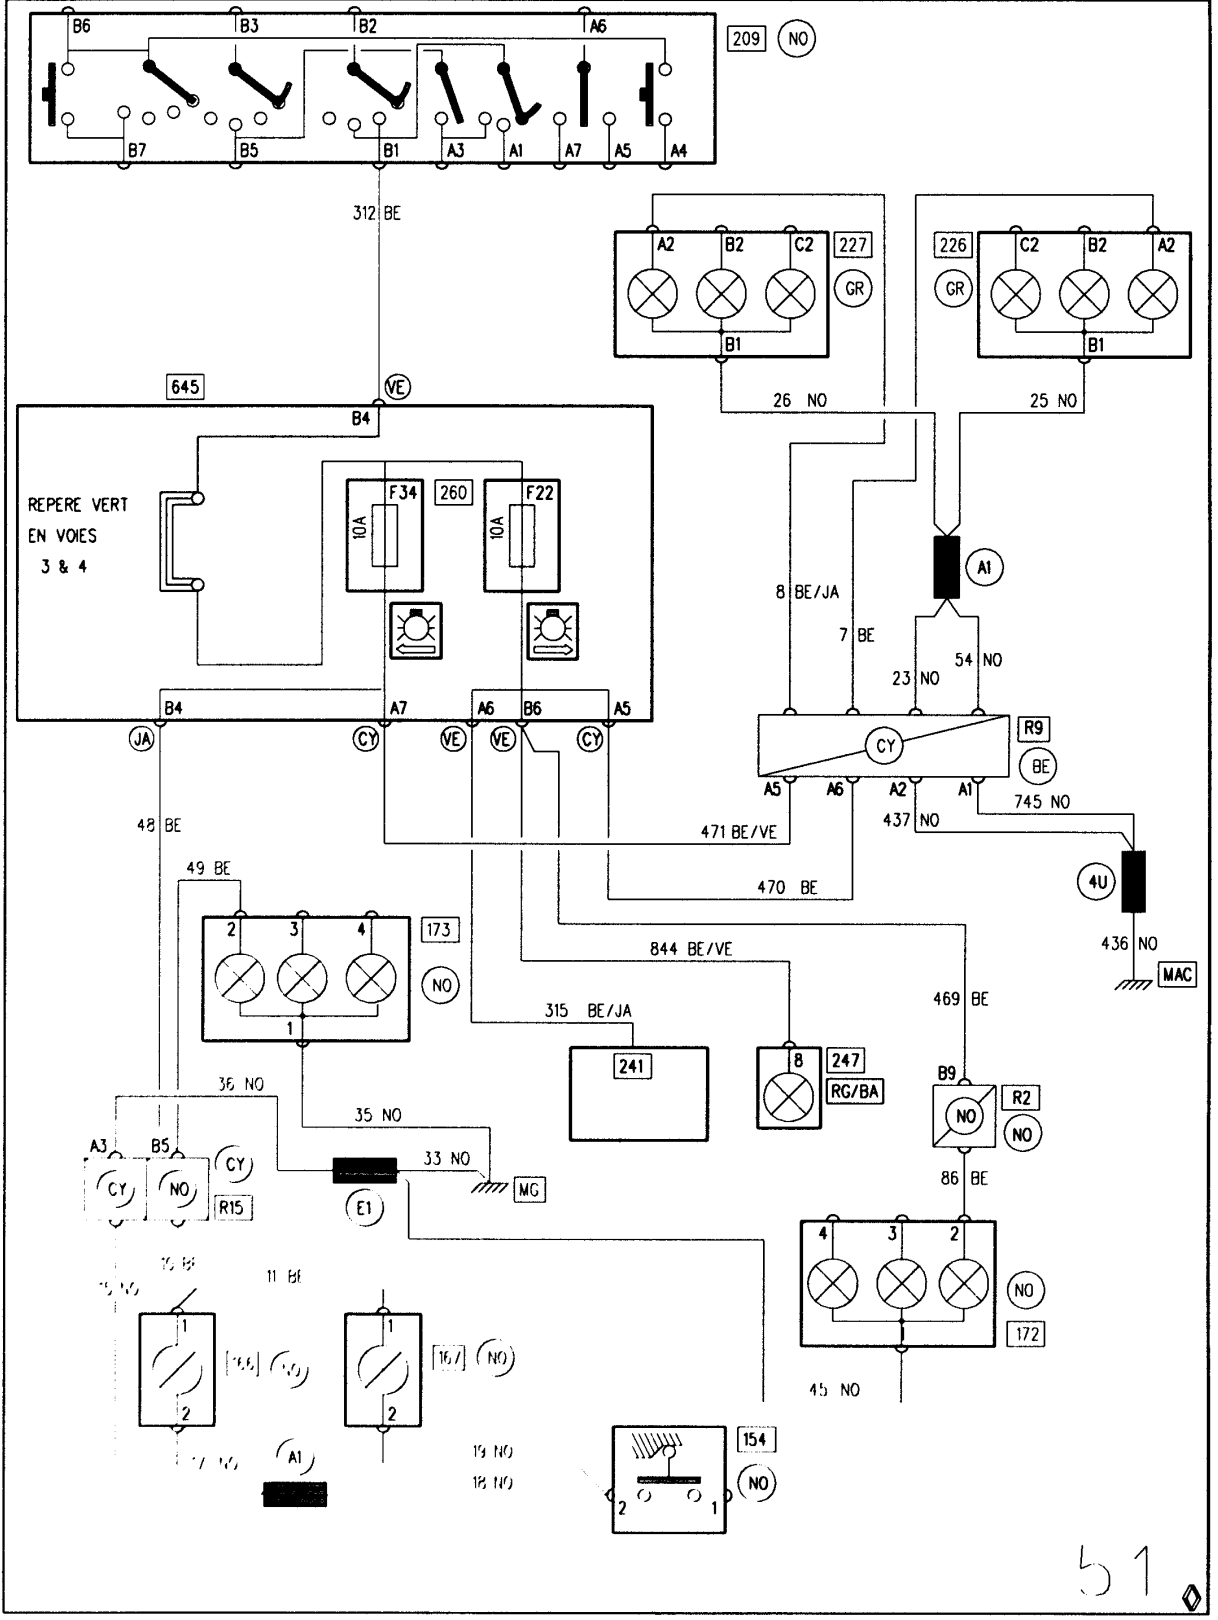 B6 B3 B2 A6
209 NO
B7 B5 B1 A3 A1 A7 A5 A4
312 BE
A2 B2 C2 227
GR
B1
226 C2 B2 A2
GR
B1
26 NO
25 NO
645 VE
B4
REPERE VERT
EN VOIES
3 & 4
F34 260 F22
10A 10A
A1
8 BE/JA
7 BE
54 NO
23 NO
B4 A7 A6 B6 A5
JA CY VE VE CY
CY R9
BE
A5 A6 A2 A1
745 NO
437 NO
48 BE
471 BE/VE
49 BE
470 BE
4U
2 3 4 173
NO
1
844 BE/VE
436 NO
MAC
469 BE
315 BE/JA
241
8 247
RG/BA
B9
NO R2
NO
36 NO
35 NO
A3 B5
CY
33 NO
CY NO
R15
E1
MG
86 BE
4 3 2
NO
172
11 BE
1 1
167 NO
2 2
45 NO
A1
19 NO
18 NO
154
NO
2 1
51